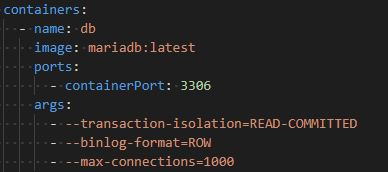 containers:
  - name: db
    image: mariadb:latest
    ports:
      - containerPort: 3306
    args:
      - --transaction-isolation=READ-COMMITTED
      - --binlog-format=ROW
      - --max-connections=1000